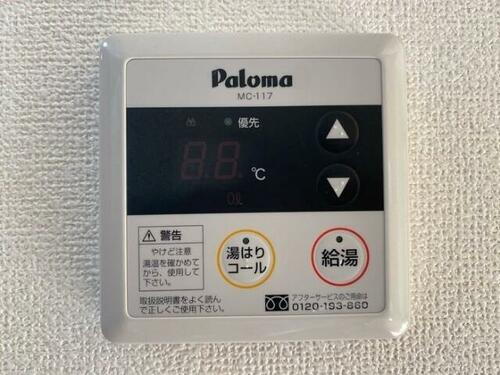 Paloma
MC-117
優先
88 ℃
0ℓ
警告
やけど注意
湯温を確かめて
から、使用して
下さい。
取扱説明書をよく読ん
で正しくご使用下さい。
湯はり
コール
給湯
アフターサービスのご用命は
0120-193-860